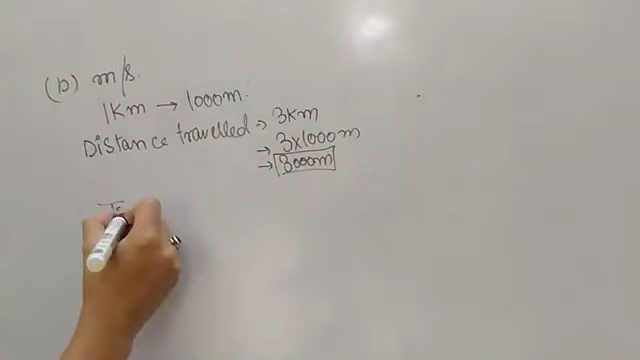 (b) m/s.
1Km → 1000m.
Distance travelled → 3Km
→ 3x1000m
→ 3000m